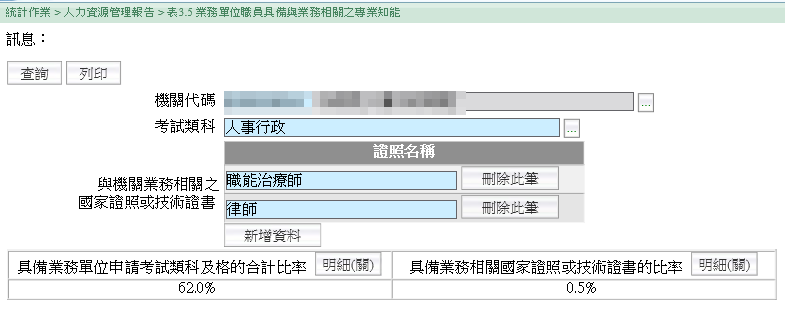 統計作業 > 人力資源管理報告 > 表3.5 業務單位職員具備與業務相關之專業知能
訊息：
查詢 列印
機關代碼 ...
考試類科 人事行政 ...
證照名稱
與機關業務相關之
國家證照或技術證書
職能治療師 刪除此筆
律師 刪除此筆
新增資料
具備業務單位申請考試類科及格的合計比率 明細(關) 具備業務相關國家證照或技術證書的比率 明細(關)
62.0% 0.5%